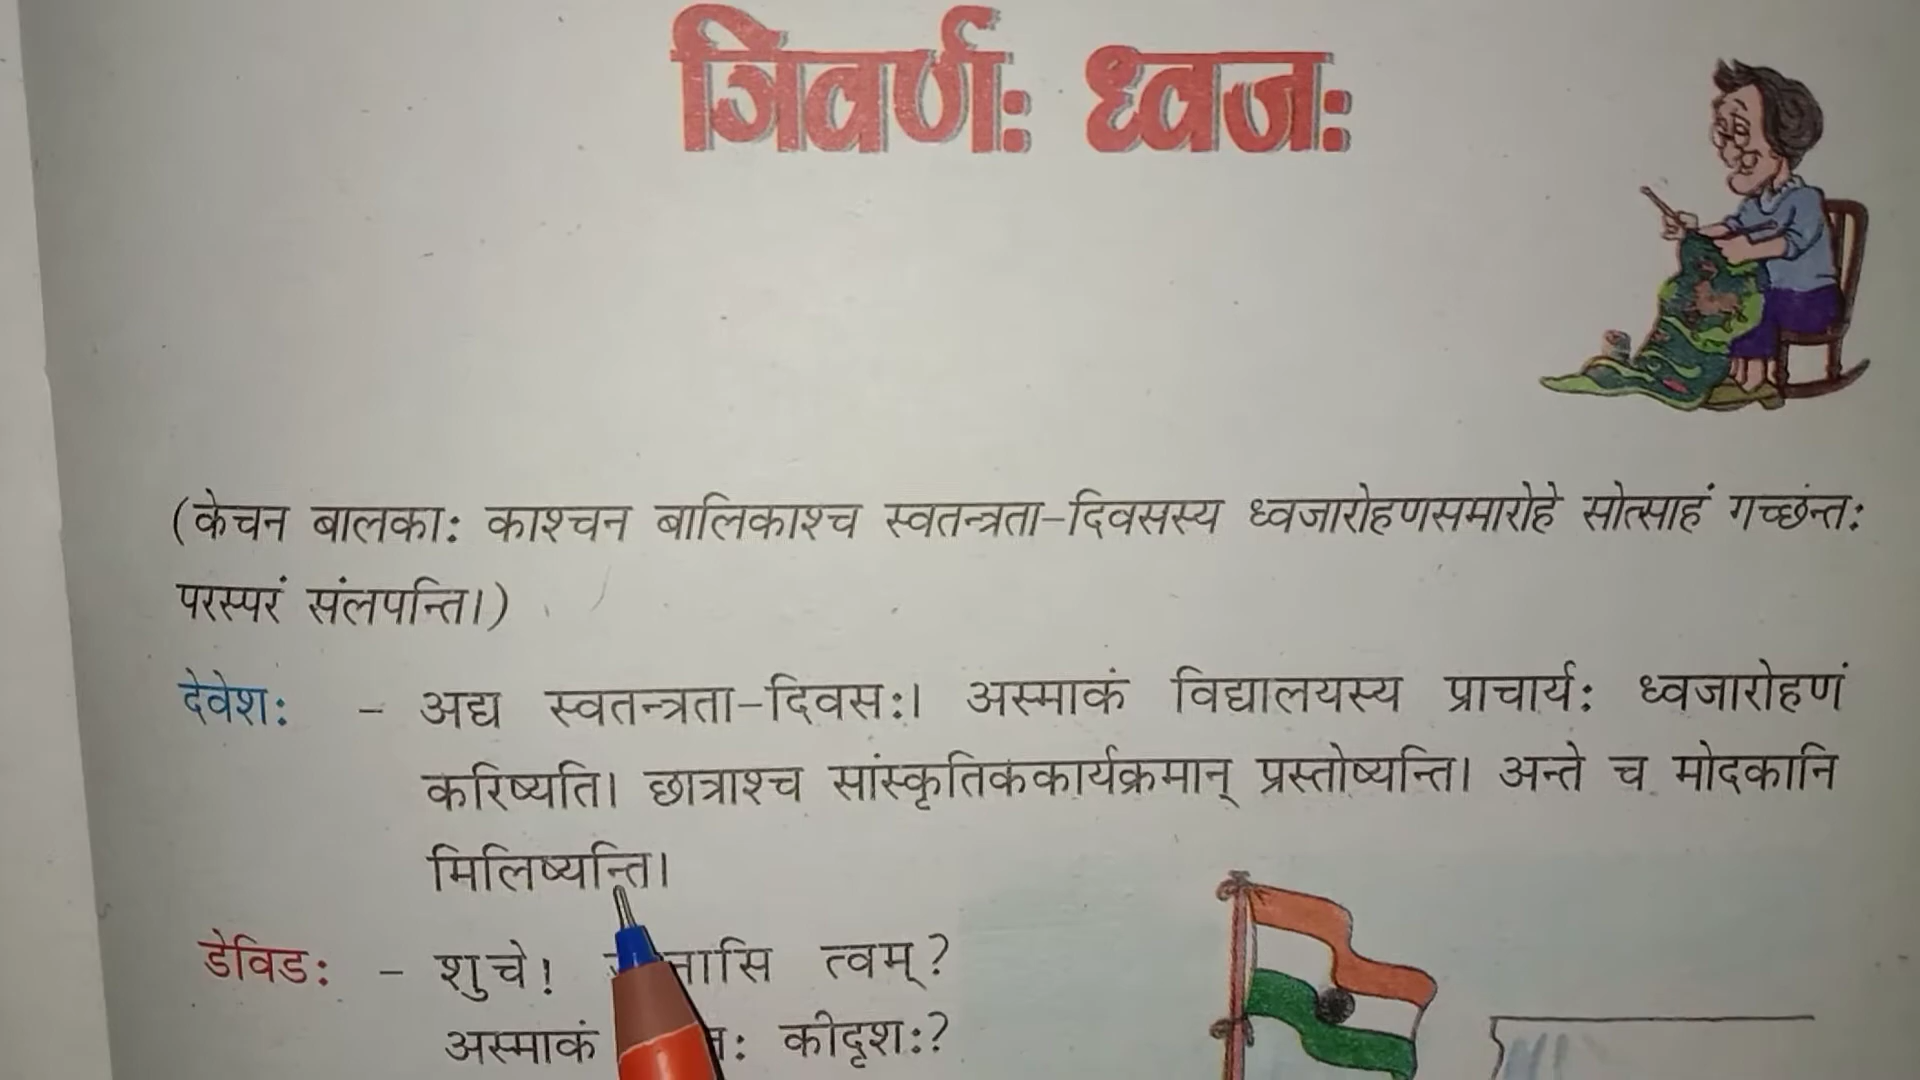 त्रिवर्णः ध्वजः
(केचन बालकाः काश्चन बालिकाश्च स्वतन्त्रता-दिवसस्य ध्वजारोहणसमारोहे सोत्साहं गच्छंन्तः
परस्परं संलपन्ति।)
देवेशः - अद्य स्वतन्त्रता-दिवसः। अस्माकं विद्यालयस्य प्राचार्यः ध्वजारोहणं
करिष्यति। छात्राश्च सांस्कृतिककार्यक्रमान् प्रस्तोष्यन्ति। अन्ते च मोदकानि
मिलिष्यन्ति।
डेविडः - शुचे! त्वम्?
अस्माकं कीदृशः?